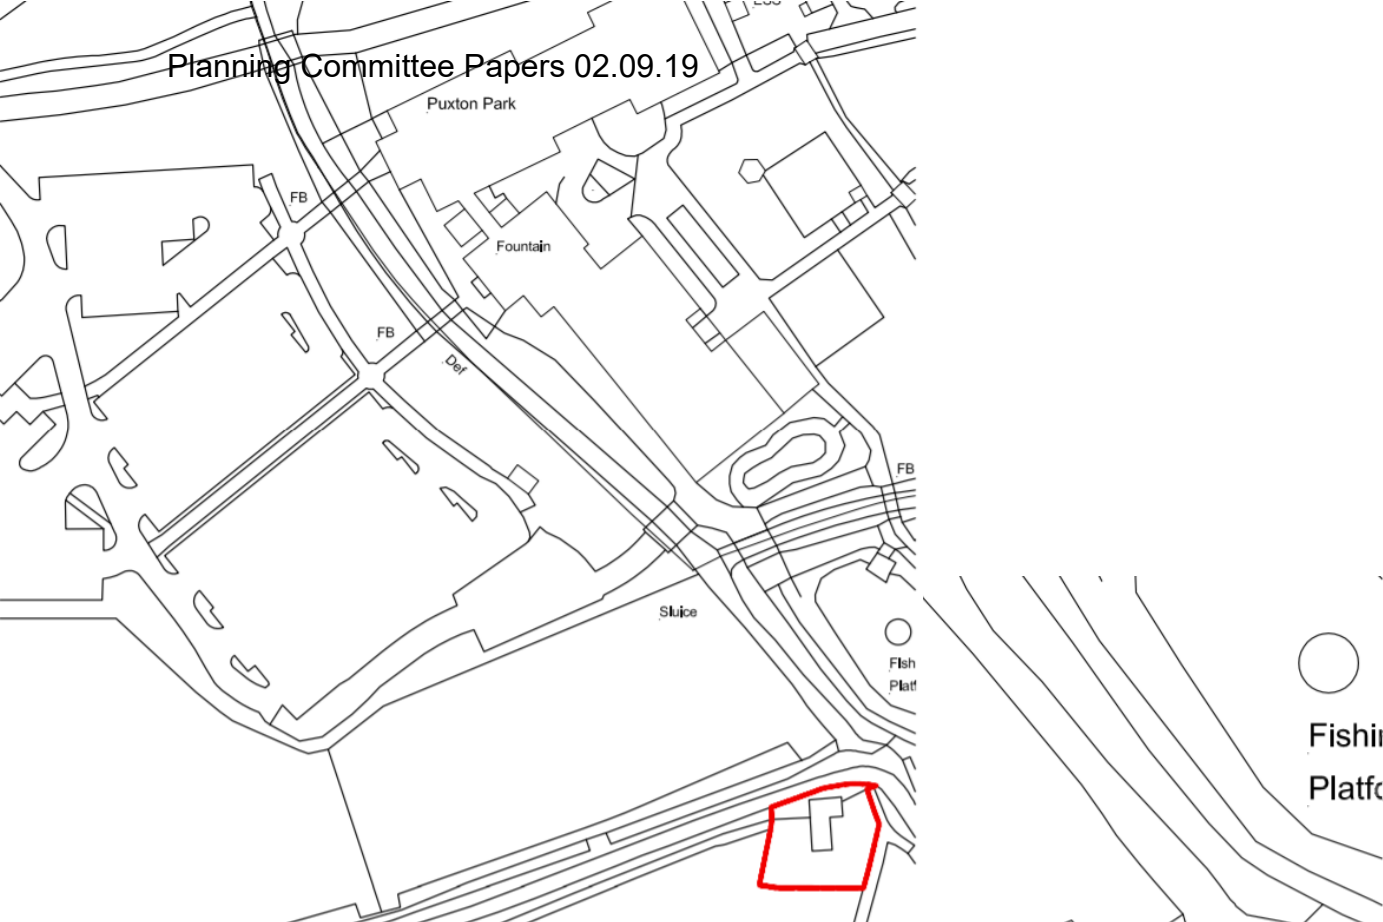 Planning Committee Papers 02.09.19
Puxton Park
FB
Fountain
FB
Def
FB
Sluice
Fish
Platf
Fishi
Platfo